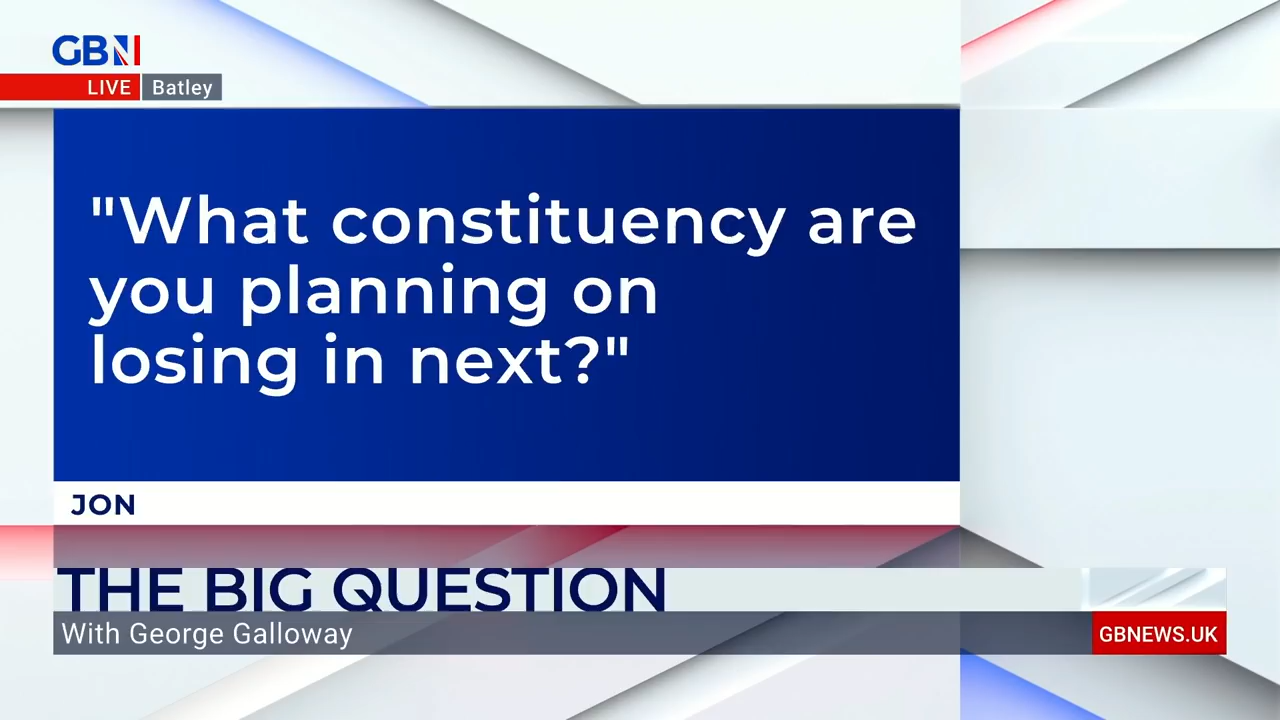 GBN
LIVE Batley
"What constituency are
you planning on
losing in next?"
JON
THE BIG QUESTION
With George Galloway
GBNEWS.UK